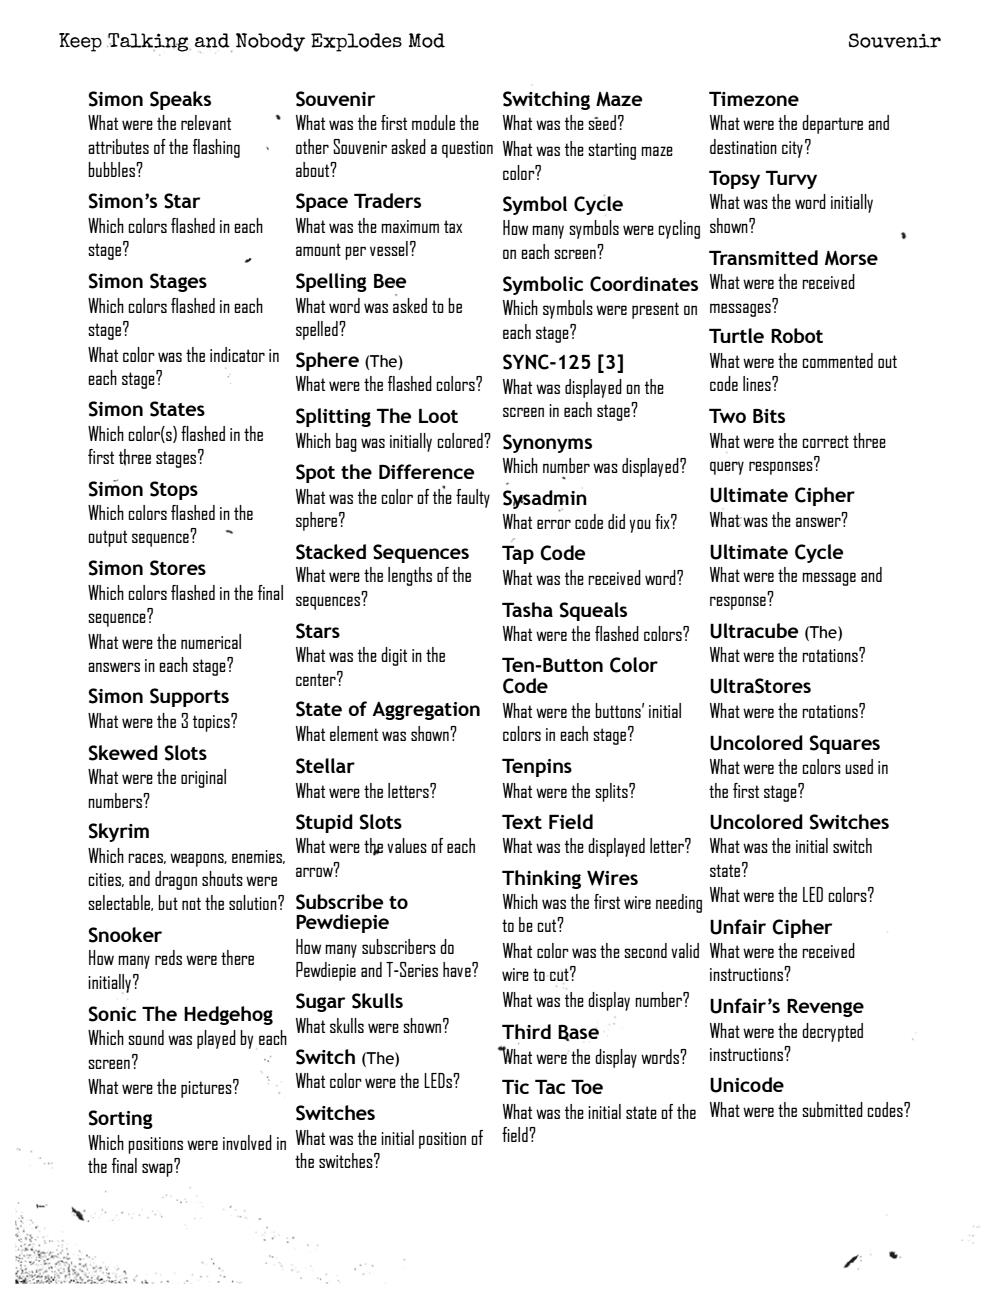 Keep Talking and Nobody Explodes Mod
Souvenir
Simon Speaks
What were the relevant
attributes of the flashing
bubbles?
Simon’s Star
Which colors flashed in each
stage?
Simon Stages
Which colors flashed in each
stage?
What color was the indicator in
each stage?
Simon States
Which color(s) flashed in the
first three stages?
Simon Stops
Which colors flashed in the
output sequence?
Simon Stores
Which colors flashed in the final
sequence?
What were the numerical
answers in each stage?
Simon Supports
What were the 3 topics?
Skewed Slots
What were the original
numbers?
Skyrim
Which races, weapons, enemies,
cities, and dragon shouts were
selectable, but not the solution?
Snooker
How many reds were there
initially?
Sonic The Hedgehog
Which sound was played by each
screen?
What were the pictures?
Sorting
Which positions were involved in
the final swap?
Souvenir
What was the first module the
other Souvenir asked a question
about?
Space Traders
What was the maximum tax
amount per vessel?
Spelling Bee
What word was asked to be
spelled?
Sphere (The)
What were the flashed colors?
Splitting The Loot
Which bag was initially colored?
Spot the Difference
What was the color of the faulty
sphere?
Stacked Sequences
What were the lengths of the
sequences?
Stars
What was the digit in the
center?
State of Aggregation
What element was shown?
Stellar
What were the letters?
Stupid Slots
What were the values of each
arrow?
Subscribe to
Pewdiepie
How many subscribers do
Pewdiepie and T-Series have?
Sugar Skulls
What skulls were shown?
Switch (The)
What color were the LEDs?
Switches
What was the initial position of
the switches?
Switching Maze
What was the seed?
What was the starting maze
color?
Symbol Cycle
How many symbols were cycling
on each screen?
Symbolic Coordinates
Which symbols were present on
each stage?
SYNC-125 [3]
What was displayed on the
screen in each stage?
Synonyms
Which number was displayed?
Sysadmin
What error code did you fix?
Tap Code
What was the received word?
Tasha Squeals
What were the flashed colors?
Ten-Button Color
Code
What were the buttons’ initial
colors in each stage?
Tenpins
What were the splits?
Text Field
What was the displayed letter?
Thinking Wires
Which was the first wire needing
to be cut?
What color was the second valid
wire to cut?
What was the display number?
Third Base
What were the display words?
Tic Tac Toe
What was the initial state of the
field?
Timezone
What were the departure and
destination city?
Topsy Turvy
What was the word initially
shown?
Transmitted Morse
What were the received
messages?
Turtle Robot
What were the commented out
code lines?
Two Bits
What were the correct three
query responses?
Ultimate Cipher
What was the answer?
Ultimate Cycle
What were the message and
response?
Ultracube (The)
What were the rotations?
UltraStores
What were the rotations?
Uncolored Squares
What were the colors used in
the first stage?
Uncolored Switches
What was the initial switch
state?
What were the LED colors?
Unfair Cipher
What were the received
instructions?
Unfair’s Revenge
What were the decrypted
instructions?
Unicode
What were the submitted codes?